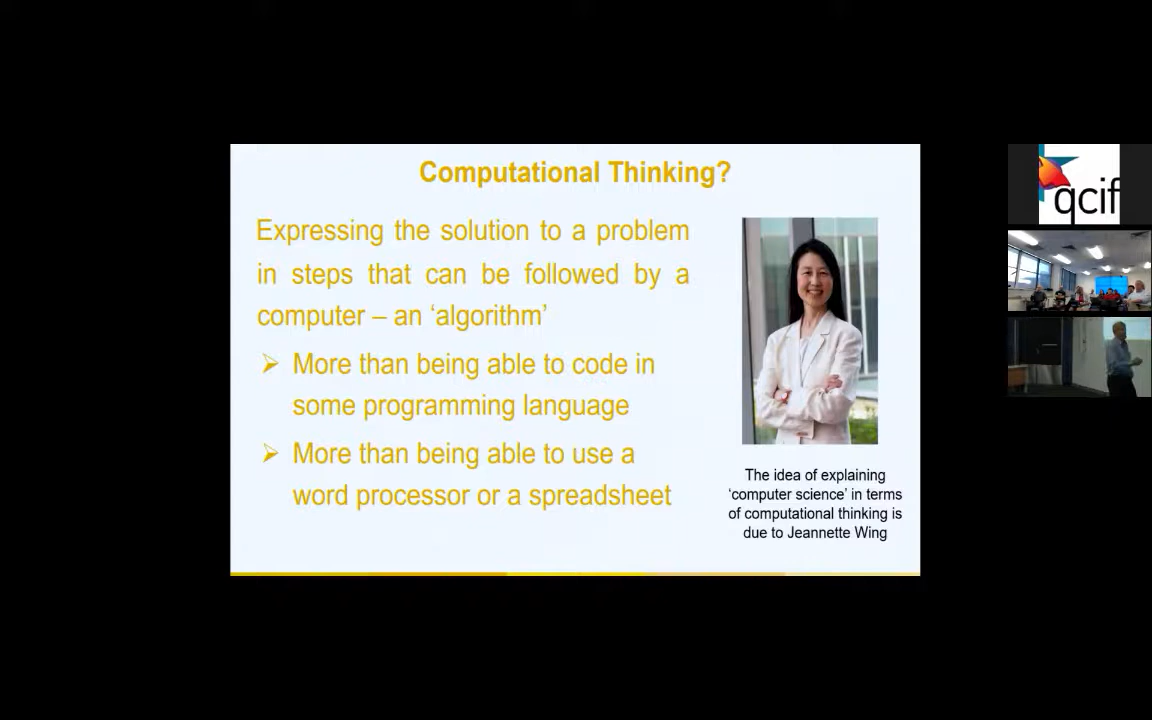 Computational Thinking?
Expressing the solution to a problem
in steps that can be followed by a
computer – an ‘algorithm’
➢ More than being able to code in
some programming language
➢ More than being able to use a
word processor or a spreadsheet
The idea of explaining
‘computer science’ in terms
of computational thinking is
due to Jeannette Wing
qcif